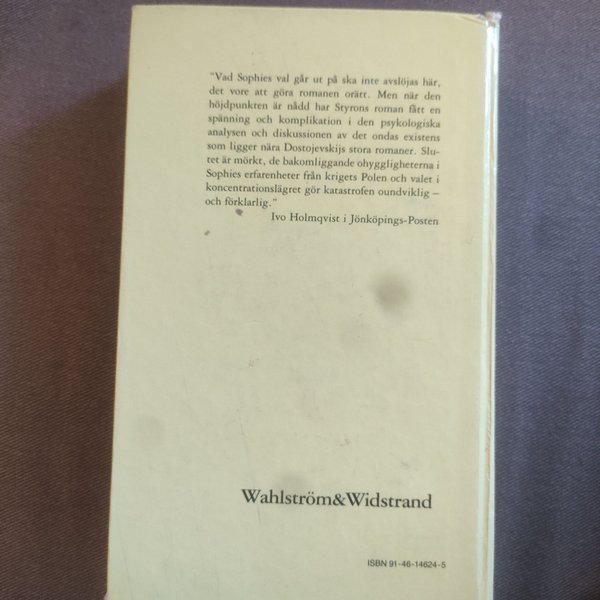 "Vad Sophies val går ut på ska inte avslöjas här,
det vore att göra romanen orätt. Men när den
höjdpunkten är nådd har Styrons roman fått en
spänning och komplikation i den psykologiska
analysen och diskussionen av det ondas existens
som ligger nära Dostojevskijs stora romaner. Slu-
tet är mörkt, de bakomliggande ohyggligheterna i
Sophies erfarenheter från krigets Polen och valet i
koncentrationslägret gör katastrofen oundviklig –
och förklarlig."
Ivo Holmqvist i Jönköpings-Posten
Wahlström&Widstrand
ISBN 91-46-14624-5